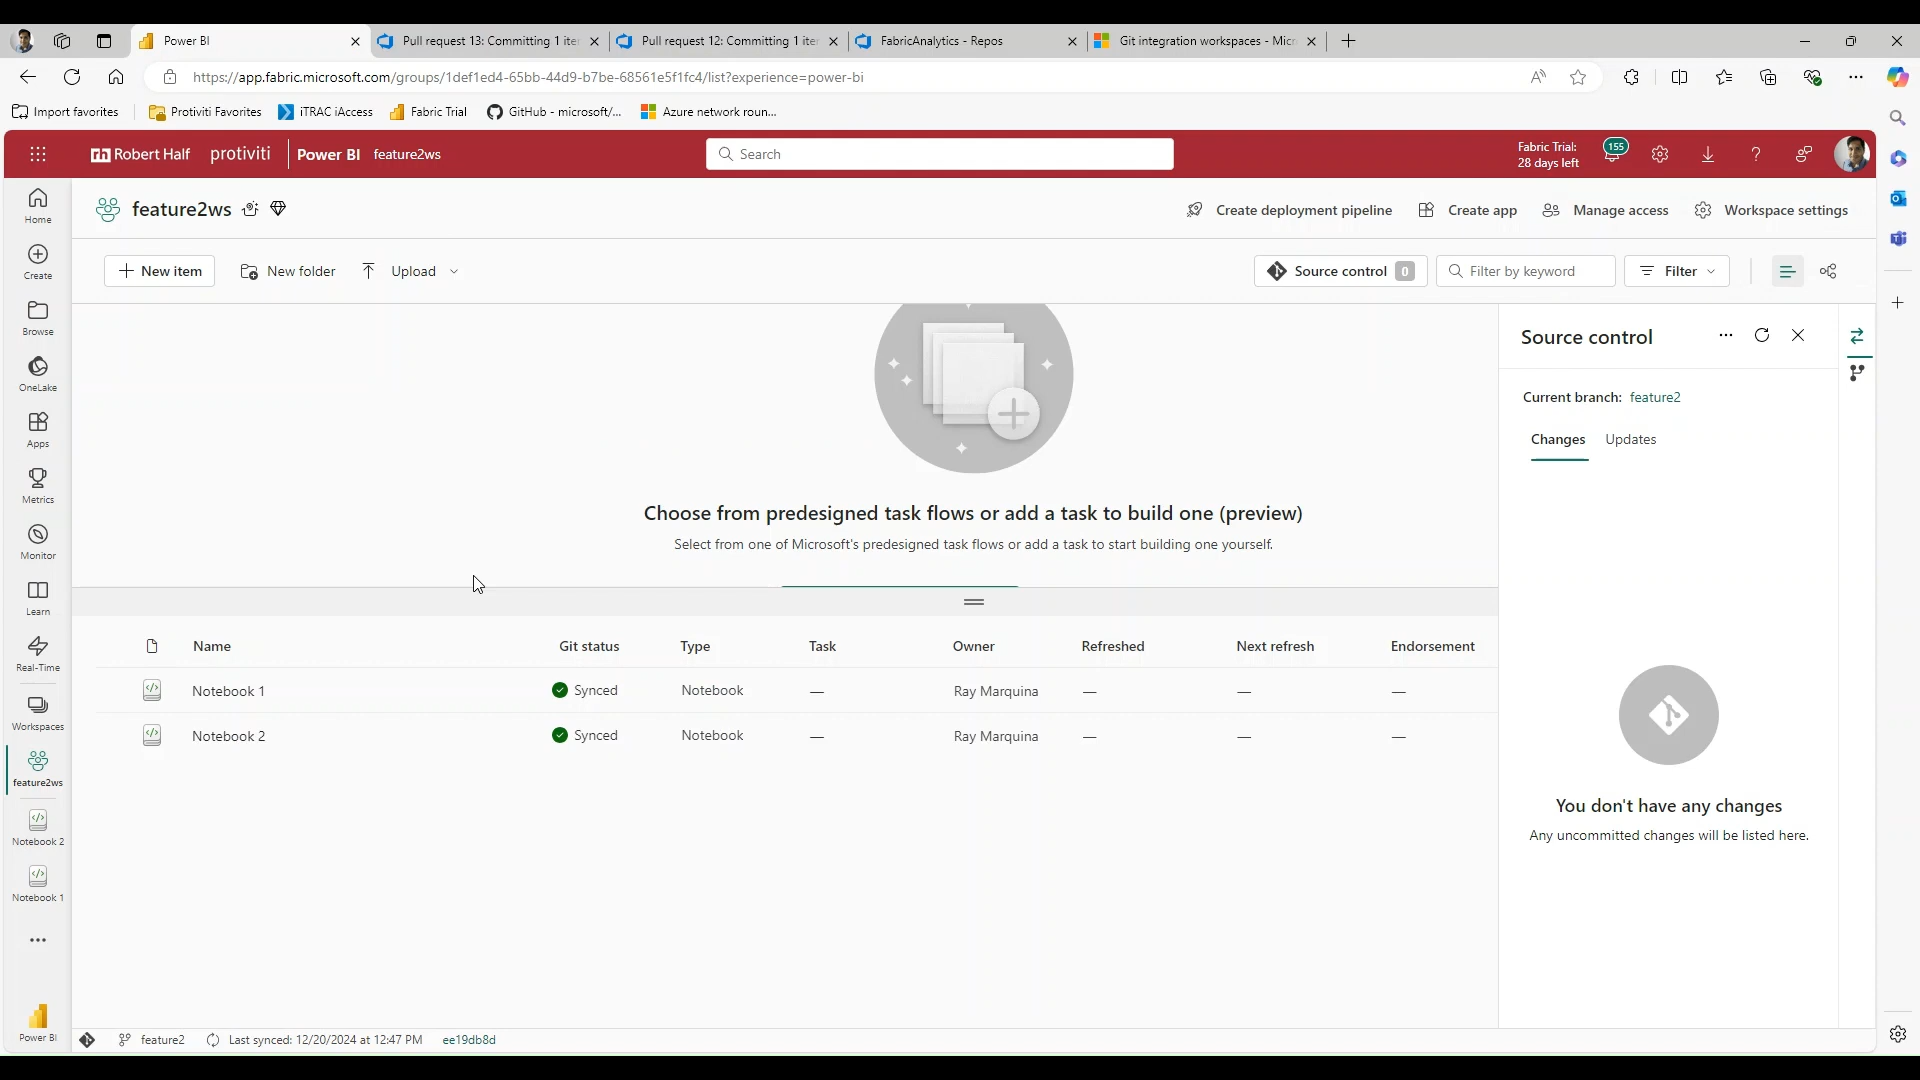 Power BI
Pull request 13: Committing 1 iter
Pull request 12: Committing 1 iter
FabricAnalytics - Repos
Git integration workspaces - Micr
https://app.fabric.microsoft.com/groups/1def1ed4-65bb-44d9-b7be-68561e5f1fc4/list?experience=power-bi
Import favorites
Protiviti Favorites
iTRAC iAccess
Fabric Trial
GitHub - microsoft/...
Azure network roun...
rh Robert Half
protiviti
Power BI
feature2ws
Search
Fabric Trial:
28 days left
155
Home
Create
Browse
OneLake
Apps
Metrics
Monitor
Learn
Real-Time
Workspaces
feature2ws
Notebook 2
Notebook 1
Power BI
feature2ws
Create deployment pipeline
Create app
Manage access
Workspace settings
New item
New folder
Upload
Source control 0
Filter by keyword
Filter
Choose from predesigned task flows or add a task to build one (preview)
Select from one of Microsoft's predesigned task flows or add a task to start building one yourself.
Name Git status Type Task Owner Refreshed Next refresh Endorsement
Notebook 1 Synced Notebook — Ray Marquina — — —
Notebook 2 Synced Notebook — Ray Marquina — — —
Source control
Current branch: feature2
Changes
Updates
You don't have any changes
Any uncommitted changes will be listed here.
feature2
Last synced: 12/20/2024 at 12:47 PM
ee19db8d